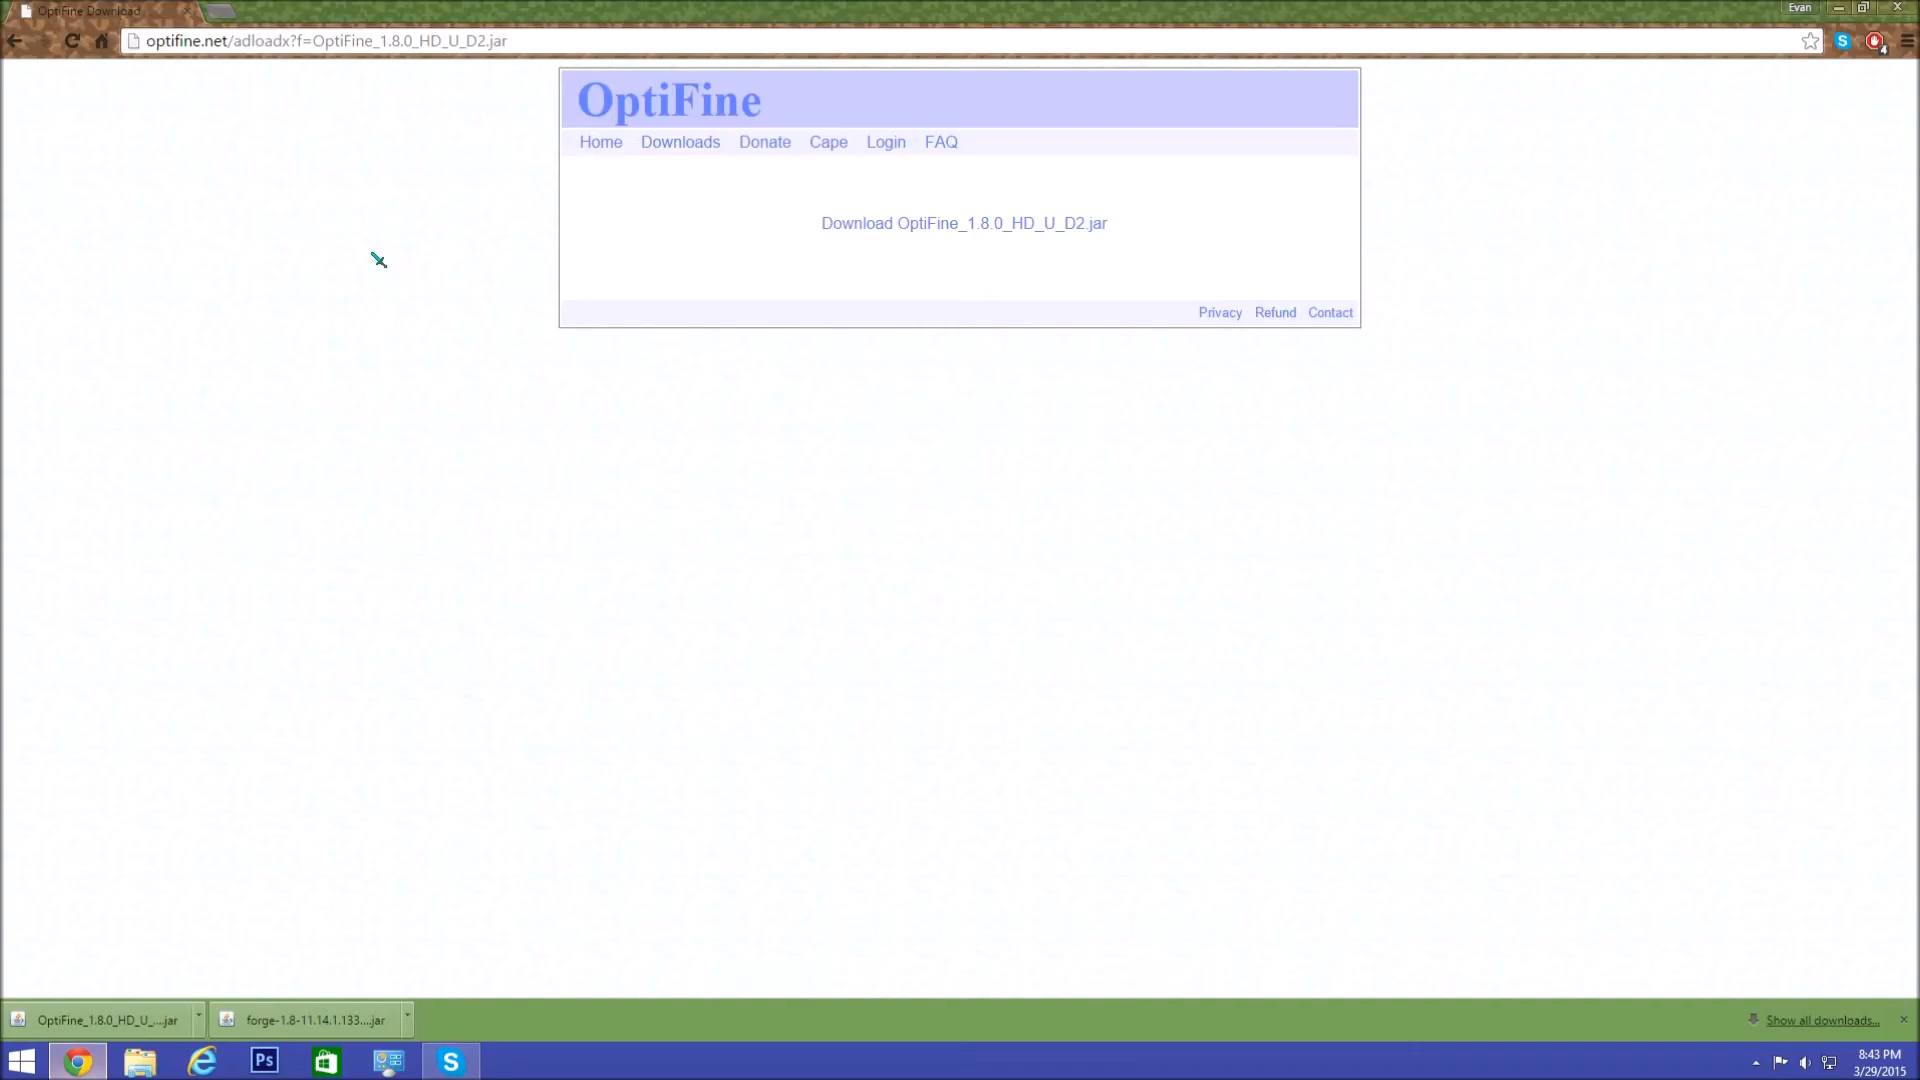 OptiFine Download
Evan
optifine.net/adloadx?f=OptiFine_1.8.0_HD_U_D2.jar
S
4
OptiFine
Home Downloads Donate Cape Login FAQ
Download OptiFine_1.8.0_HD_U_D2.jar
Privacy Refund Contact
OptiFine_1.8.0_HD_U_....jar
forge-1.8-11.14.1.133....jar
Show all downloads...
Ps
S
8:43 PM
3/29/2015